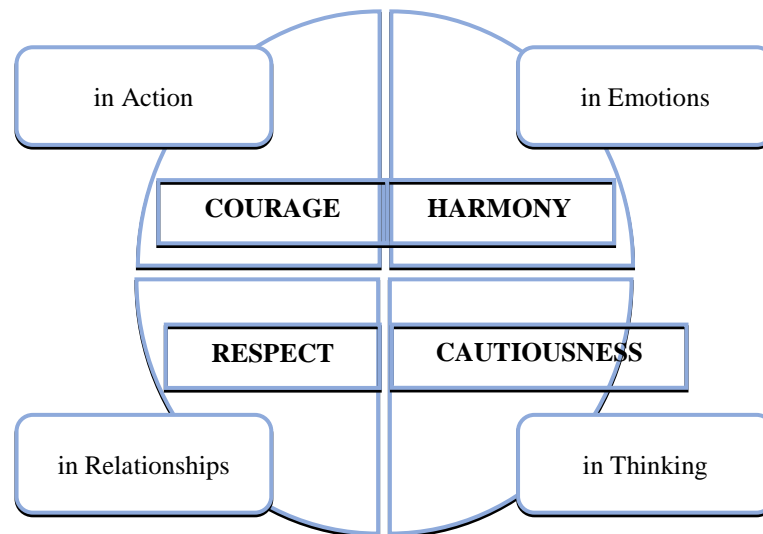 in Action
in Emotions
COURAGE
HARMONY
RESPECT
CAUTIOUSNESS
in Relationships
in Thinking